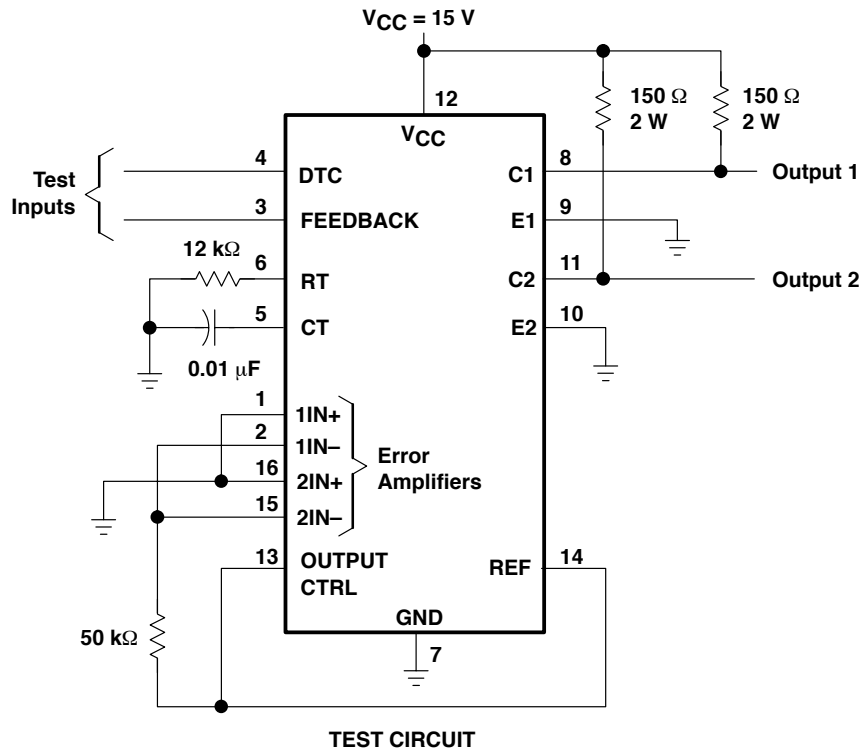 VCC = 15 V
12
150 Ω
2 W
150 Ω
2 W
VCC
Test
Inputs
4
DTC
3
FEEDBACK
12 kΩ
6
RT
5
CT
0.01 μF
1
1IN+
2
1IN–
16
2IN+
15
2IN–
Error
Amplifiers
13
OUTPUT
CTRL
50 kΩ
C1
8
Output 1
E1
9
C2
11
Output 2
E2
10
REF
14
GND
7
TEST CIRCUIT